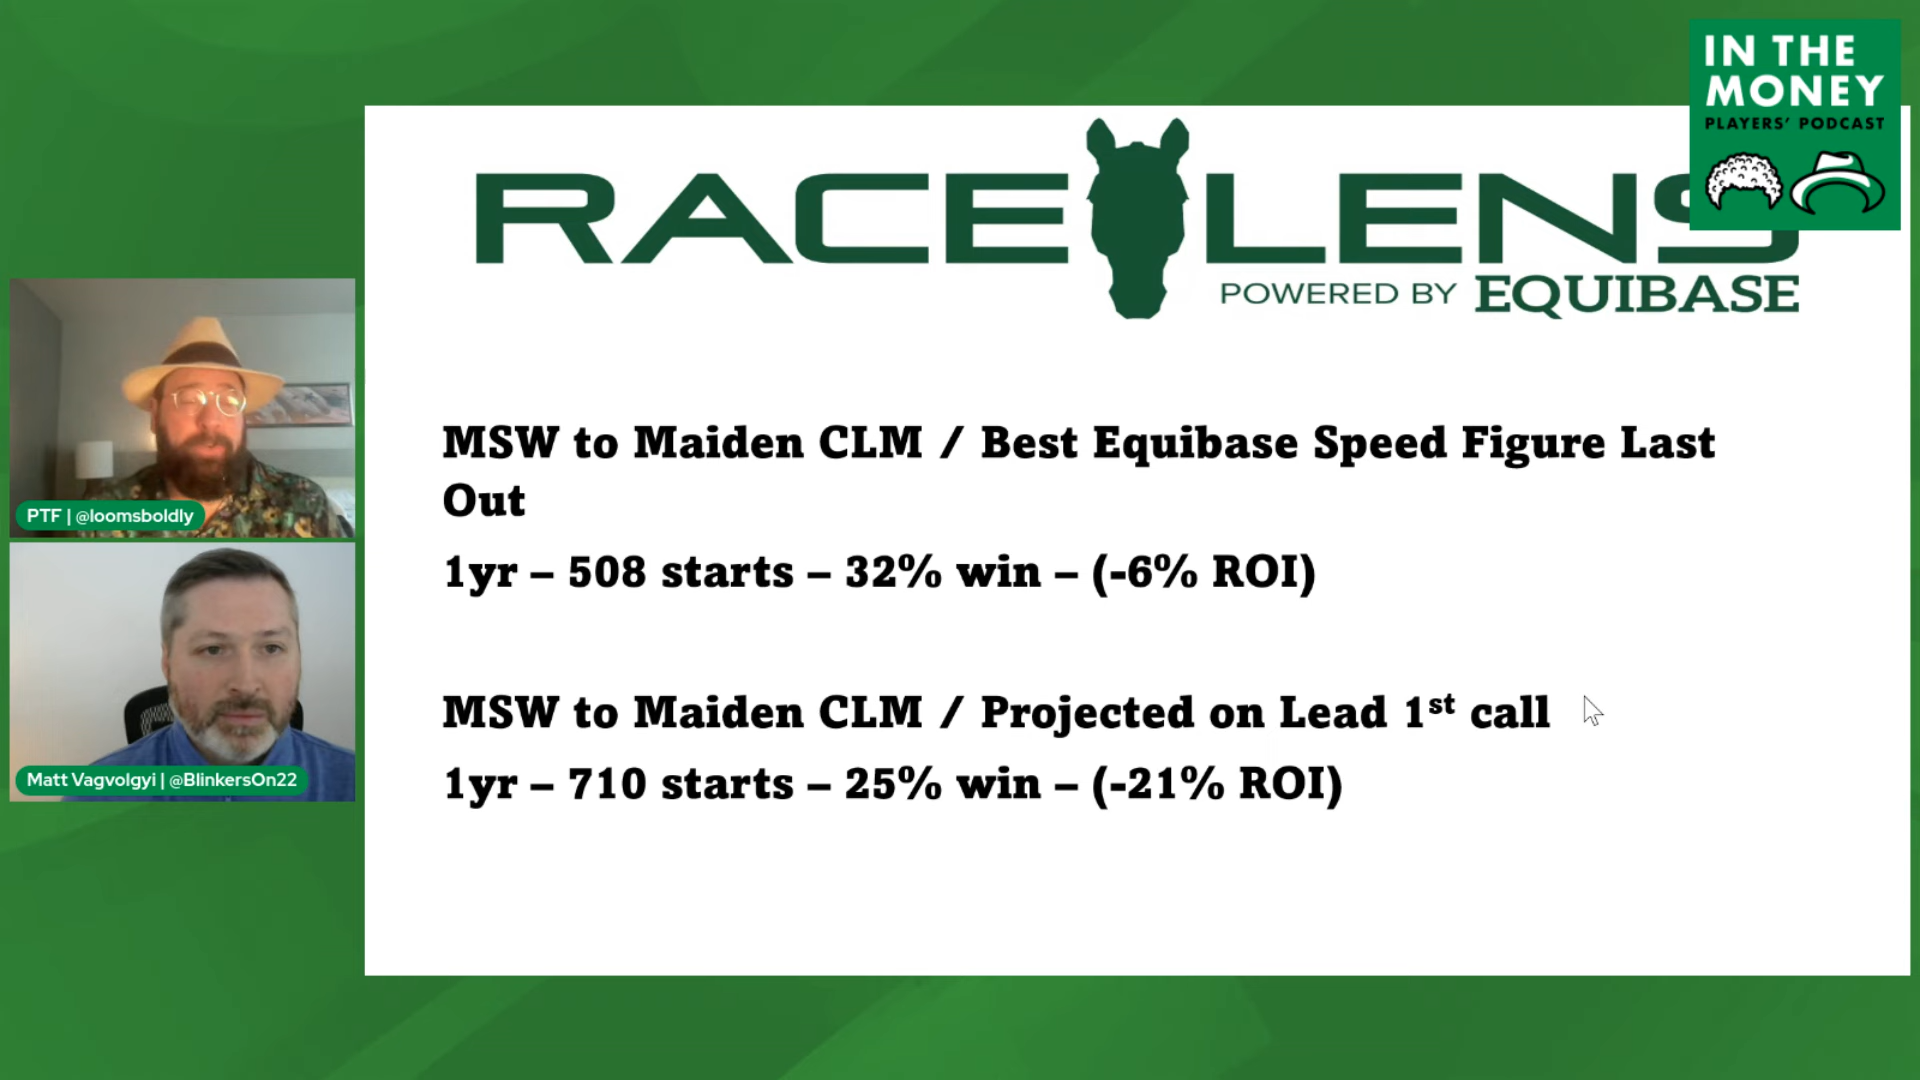 IN THE
MONEY
PLAYERS' PODCAST
RACE LENS
POWERED BY EQUIBASE
MSW to Maiden CLM / Best Equibase Speed Figure Last
Out
1yr – 508 starts – 32% win – (-6% ROI)
MSW to Maiden CLM / Projected on Lead 1st call
1yr – 710 starts – 25% win – (-21% ROI)
PTF | @loomsboldly
Matt Vagvolgyi | @BlinkersOn22